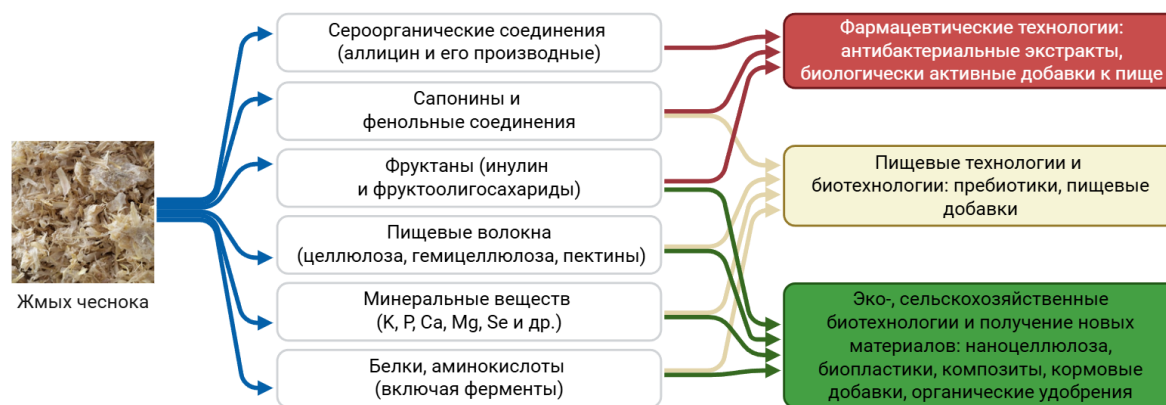 Жмых чеснока
Сероорганические соединения
(аллицин и его производные)
Сапонины и
фенольные соединения
Фруктаны (инулин
и фруктоолигосахариды)
Пищевые волокна
(целлюлоза, гемицеллюлоза, пектины)
Минеральные веществ
(K, P, Ca, Mg, Se и др.)
Белки, аминокислоты
(включая ферменты)
Фармацевтические технологии:
антибактериальные экстракты,
биологически активные добавки к пище
Пищевые технологии и
биотехнологии: пребиотики, пищевые
добавки
Эко-, сельскохозяйственные
биотехнологии и получение новых
материалов: наноцеллюлоза,
биопластики, композиты, кормовые
добавки, органические удобрения